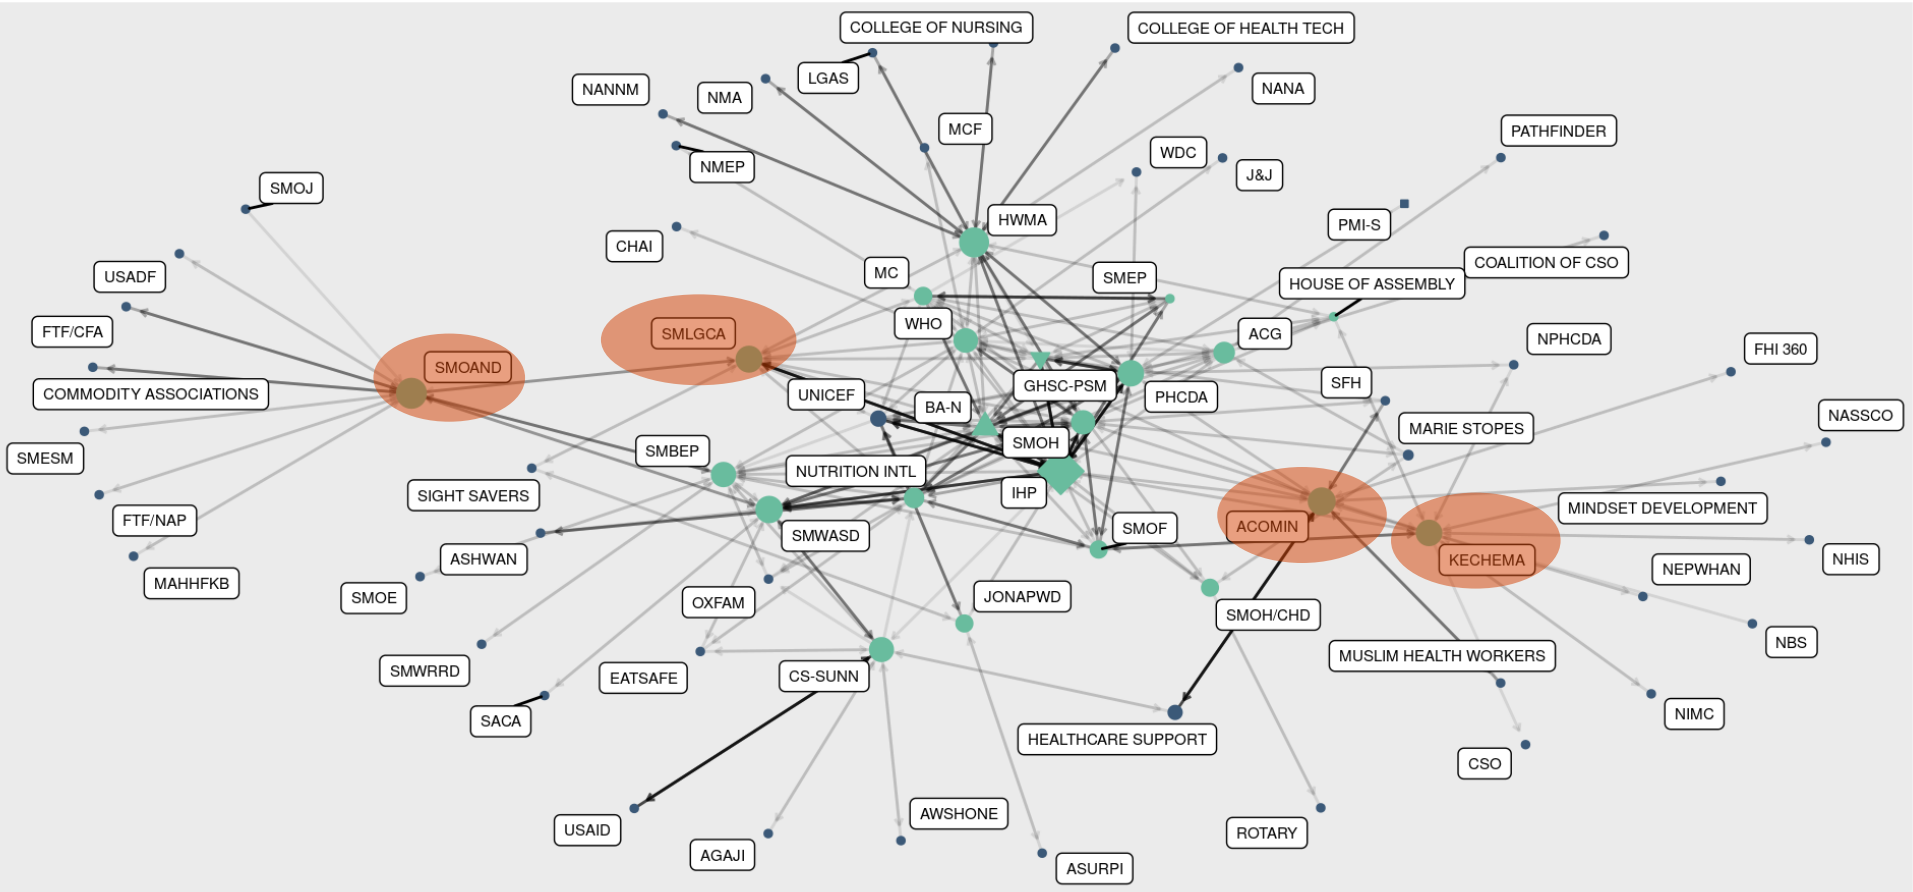 COLLEGE OF NURSING
COLLEGE OF HEALTH TECH
LGAS
NANNM
NMA
NANA
MCF
PATHFINDER
WDC
NMEP
J&J
SMOJ
HWMA
PMI-S
CHAI
COALITION OF CSO
MC
SMEP
USADF
HOUSE OF ASSEMBLY
WHO
FTF/CFA
SMLGCA
ACG
NPHCDA
FHI 360
SMOAND
SFH
GHSC-PSM
COMMODITY ASSOCIATIONS
UNICEF
PHCDA
BA-N
NASSCO
MARIE STOPES
SMOH
SMBEP
SMESM
NUTRITION INTL
IHP
SIGHT SAVERS
MINDSET DEVELOPMENT
FTF/NAP
SMWASD
SMOF
ACOMIN
ASHWAN
KECHEMA
NHIS
NEPWHAN
MAHHFKB
SMOE
JONAPWD
OXFAM
SMOH/CHD
NBS
MUSLIM HEALTH WORKERS
SMWRRD
EATSAFE
CS-SUNN
NIMC
SACA
HEALTHCARE SUPPORT
CSO
AWSHONE
USAID
ROTARY
AGAJI
ASURPI